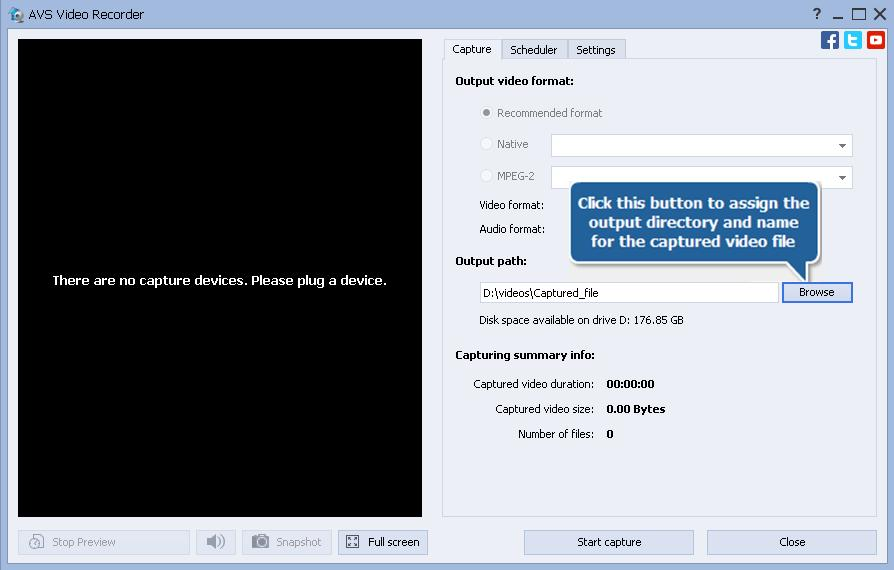 AVS Video Recorder
?
There are no capture devices. Please plug a device.
Stop Preview
Snapshot
Full screen
Capture
Scheduler
Settings
Output video format:
Recommended format
Native
MPEG-2
Video format:
Audio format:
Click this button to assign the
output directory and name
for the captured video file
Output path:
D:\videos\Captured_file
Browse
Disk space available on drive D: 176.85 GB
Capturing summary info:
Captured video duration: 00:00:00
Captured video size: 0.00 Bytes
Number of files: 0
Start capture
Close